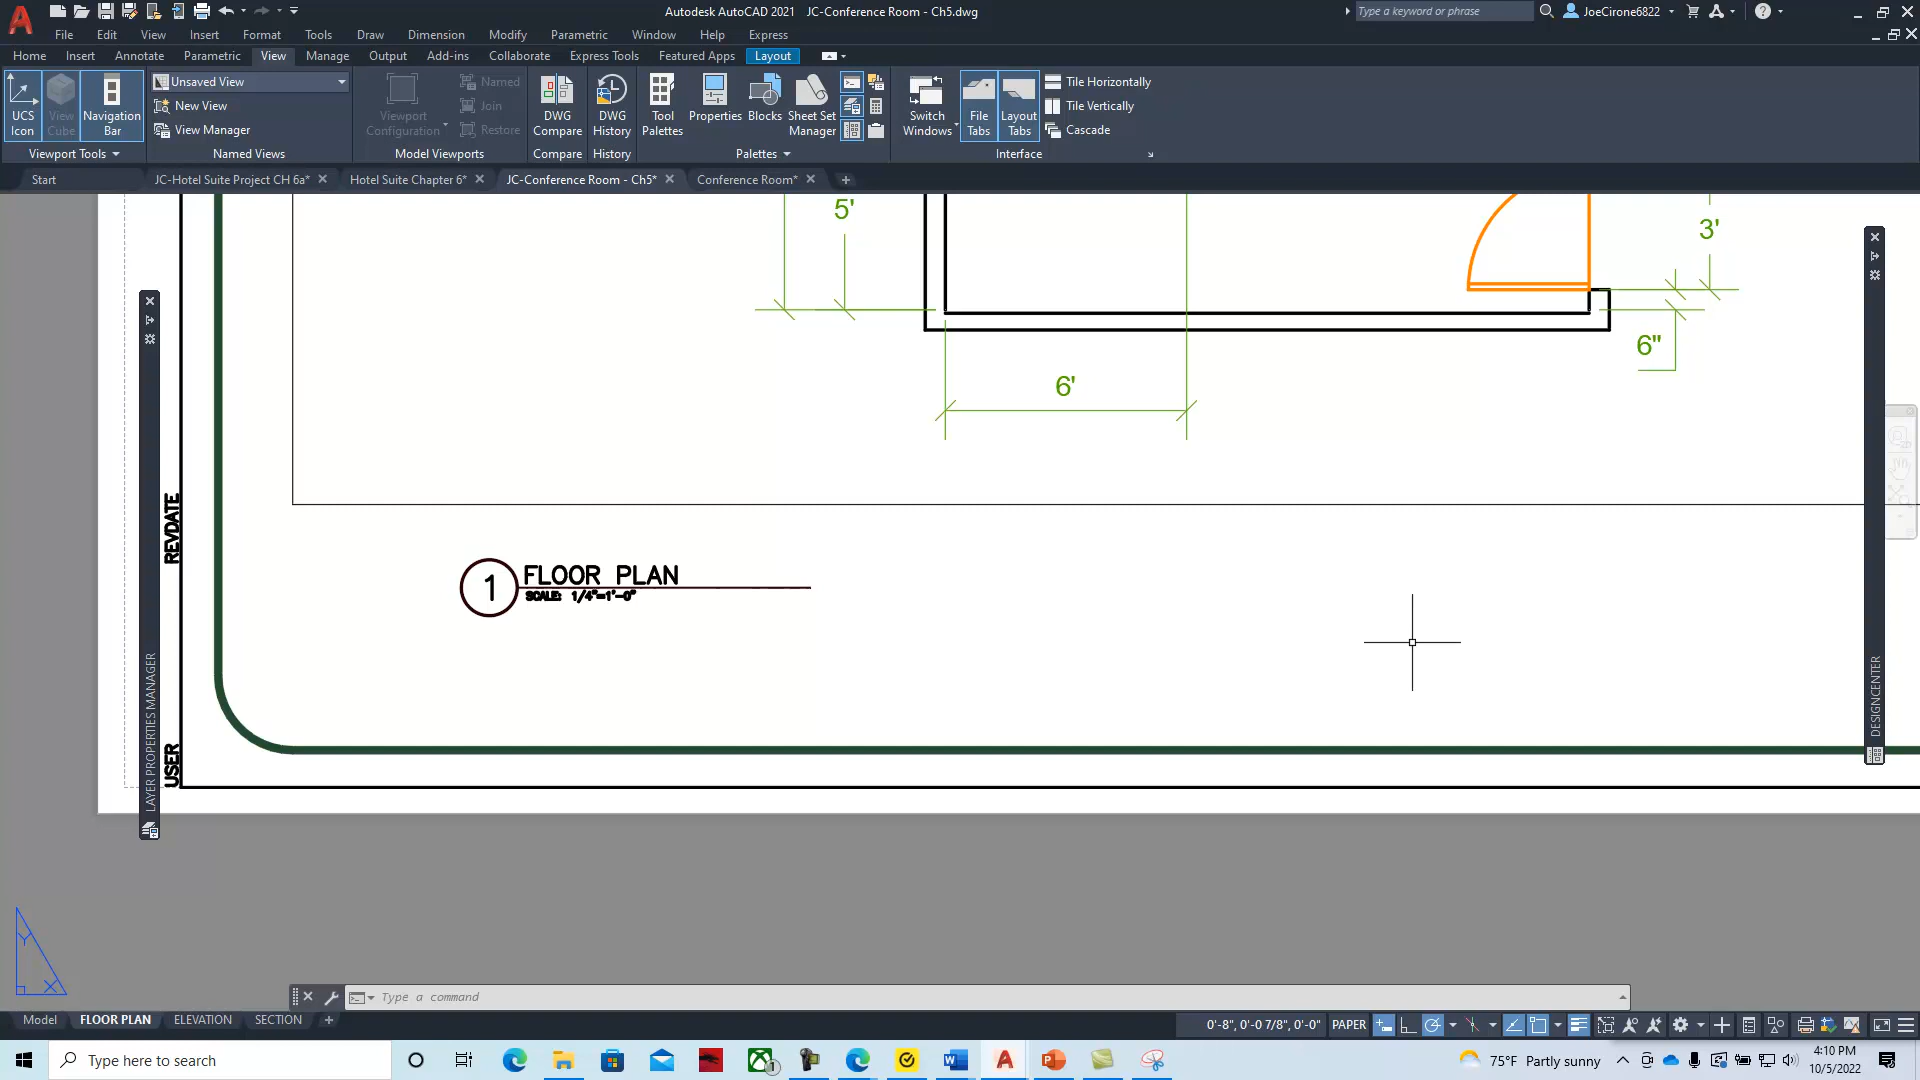 Autodesk AutoCAD 2021 JC-Conference Room - Ch5.dwg
Type a keyword or phrase
JoeCirone6822
File Edit View Insert Format Tools Draw Dimension Modify Parametric Window Help Express
Home Insert Annotate Parametric View Manage Output Add-ins Collaborate Express Tools Featured Apps Layout
UCS Icon
View Cube
Navigation Bar
Viewport Tools
Unsaved View
New View
View Manager
Named Views
Viewport Configuration
Named
Join
Restore
Model Viewports
DWG Compare
Compare
DWG History
History
Tool Palettes
Properties
Blocks
Sheet Set Manager
Palettes
Switch Windows
File Tabs
Layout Tabs
Tile Horizontally
Tile Vertically
Cascade
Interface
Start JC-Hotel Suite Project CH 6a* Hotel Suite Chapter 6* JC-Conference Room - Ch5* Conference Room*
5'
3'
6"
6'
REVDATE
USER
LAYER PROPERTIES MANAGER
DESIGNCENTER
1 FLOOR PLAN
SCALE: 1/4"=1'-0"
Y
X
Type a command
Model FLOOR PLAN ELEVATION SECTION
0'-8", 0'-0 7/8", 0'-0" PAPER
Type here to search
1
75°F Partly sunny
4:10 PM
10/5/2022